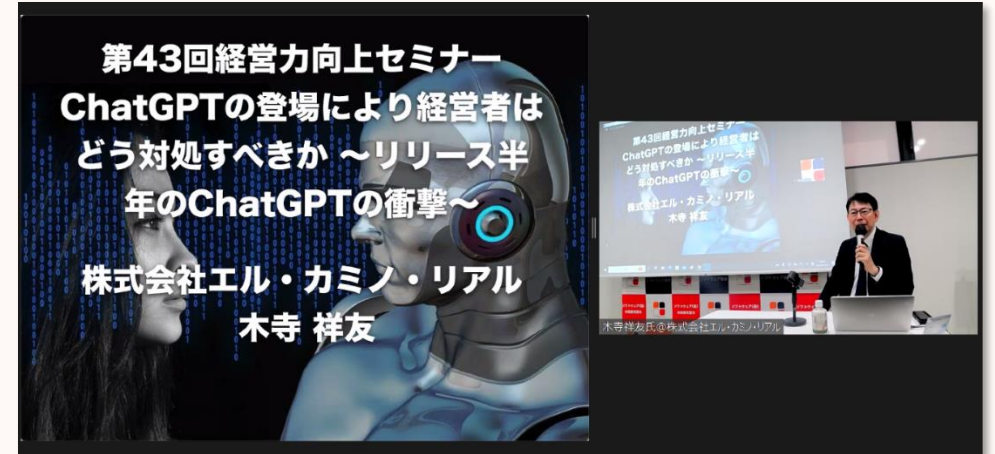 第43回経営力向上セミナー
ChatGPTの登場により経営者は
どう対処すべきか ～リリース半
年のChatGPTの衝撃～
株式会社エル・カミノ・リアル
木寺 祥友
第43回経営力向上セミナー
ChatGPTの登場により経営者は
どう対処すべきか ～リリース半
年のChatGPTの衝撃～
株式会社エル・カミノ・リアル
木寺 祥友
木寺祥友氏@株式会社エル・カミノ・リアル